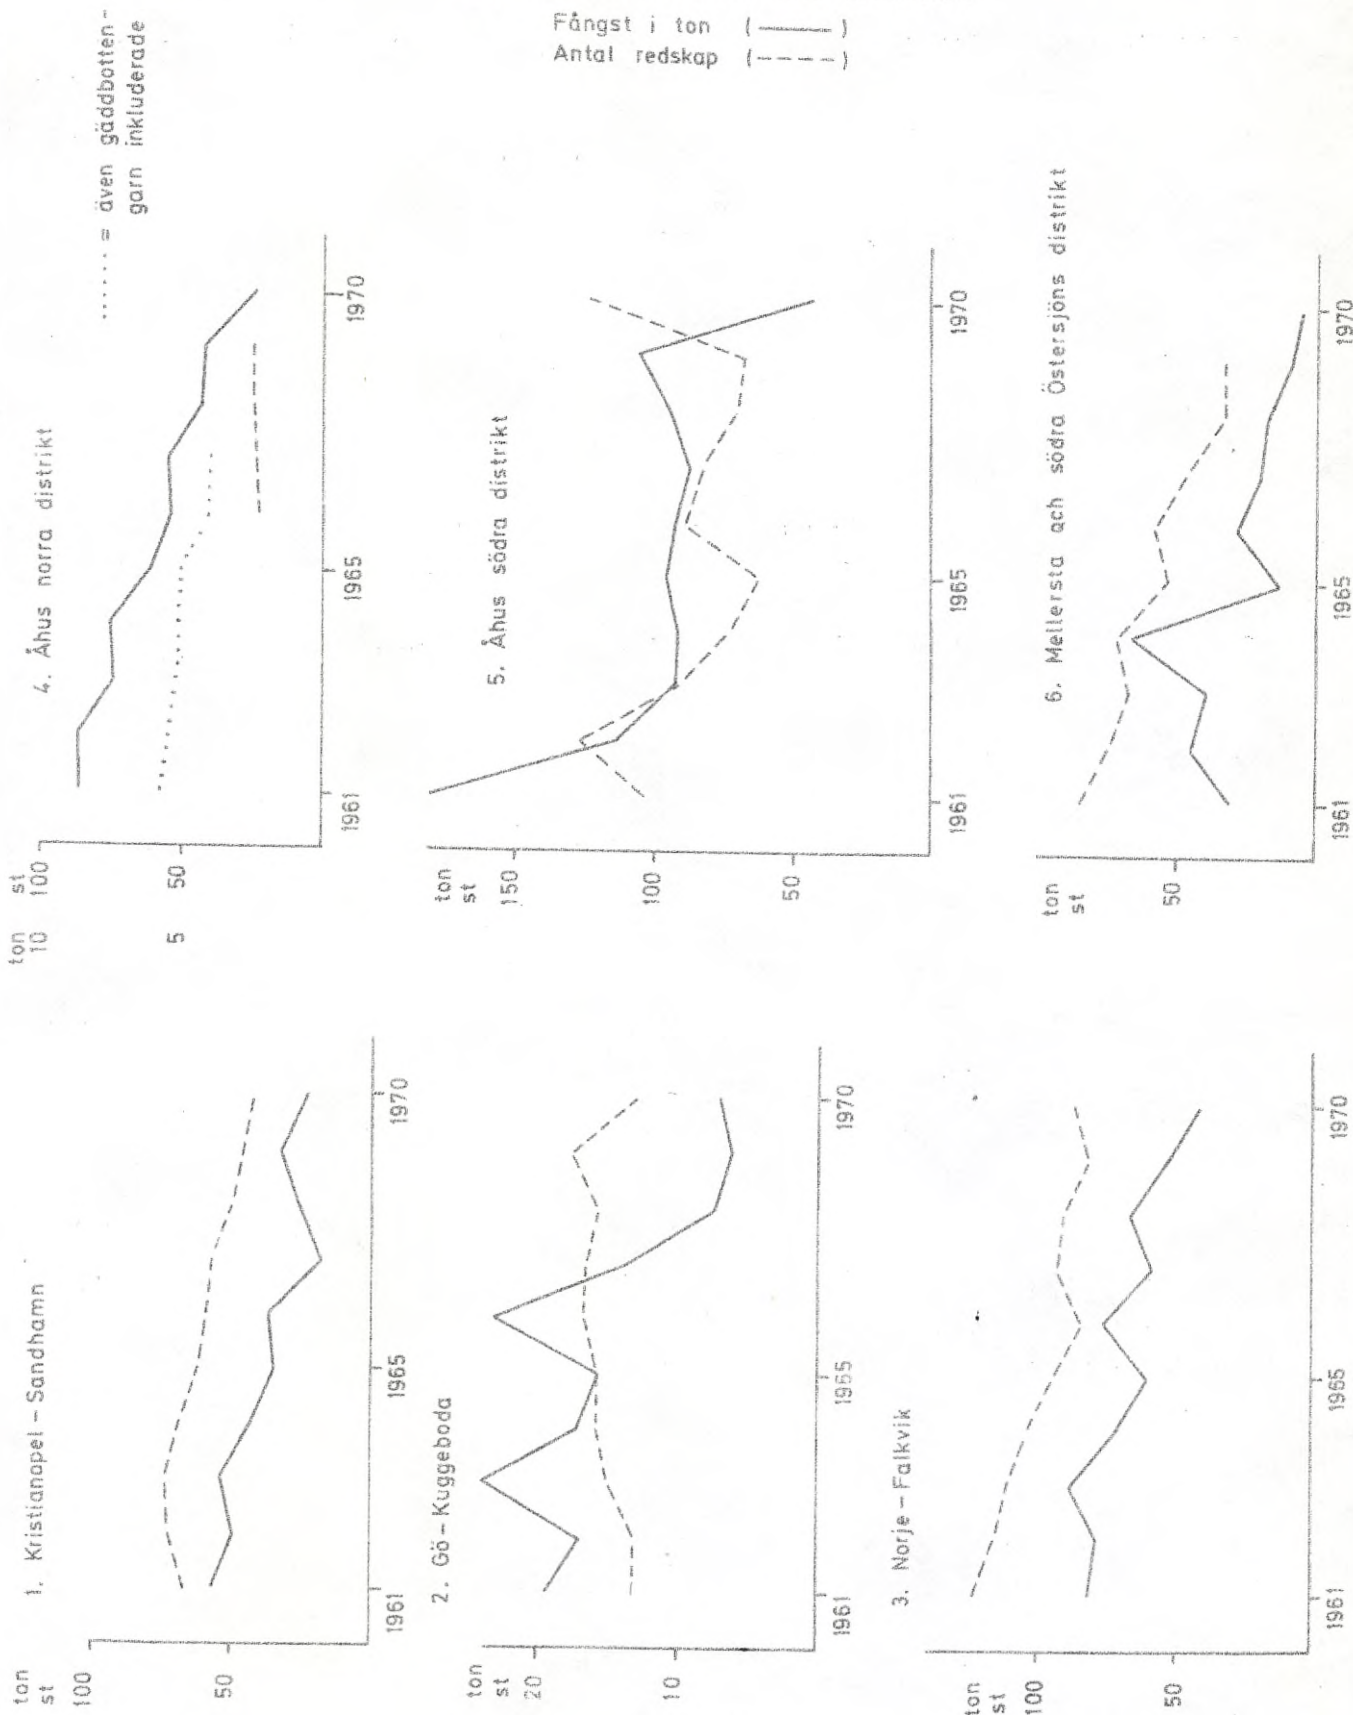 Fångst i ton (———)
Antal redskap (-----)
1. Kristianopel – Sandhamn
ton
st
100
50
1961
1965
1970
2. Gö – Kuggeboda
ton
st
20
10
1961
1965
1970
3. Norje – Falkvik
ton
st
100
50
1961
1965
1970
4. Åhus norra distrikt
ton st
10 100
5 50
1961
1965
1970
..... = även gäddbotten-
garn inkluderade
5. Åhus södra distrikt
ton
st
150
100
50
1961
1965
1970
6. Mellersta och södra Östersjöns distrikt
ton
st
50
1961
1965
1970